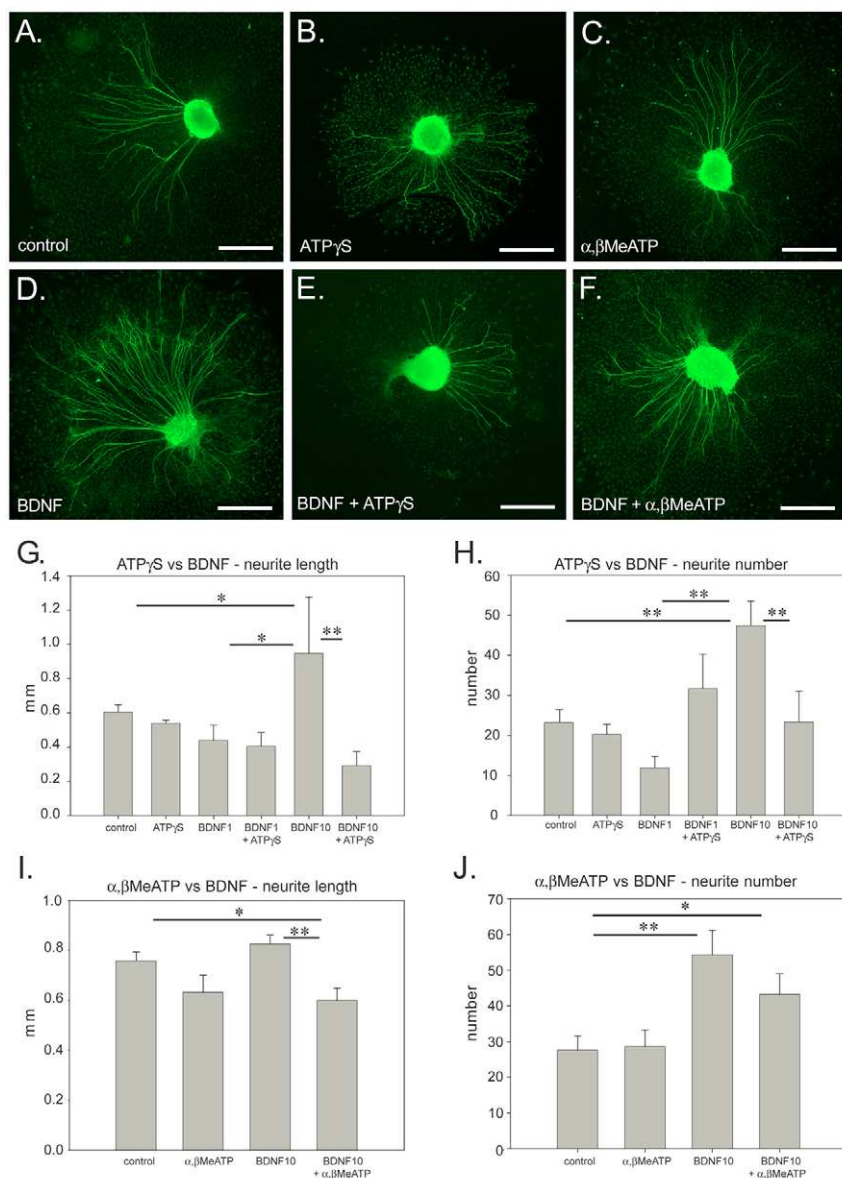 A.
control
B.
ATPγS
C.
α,βMeATP
D.
BDNF
E.
BDNF + ATPγS
F.
BDNF + α,βMeATP
G.
ATPγS vs BDNF - neurite length
1.4
1.2
1.0
0.8
0.6
0.4
0.2
0.0
mm
*
*
**
control
ATPγS
BDNF1
BDNF1
+ ATPγS
BDNF10
BDNF10
+ ATPγS
H.
ATPγS vs BDNF - neurite number
60
50
40
30
20
10
0
number
**
**
**
control
ATPγS
BDNF1
BDNF1
+ ATPγS
BDNF10
BDNF10
+ ATPγS
I.
α,βMeATP vs BDNF - neurite length
1.0
0.8
0.6
0.4
0.2
0.0
mm
*
**
control
α,βMeATP
BDNF10
BDNF10
+ α,βMeATP
J.
α,βMeATP vs BDNF - neurite number
70
60
50
40
30
20
10
0
number
*
**
control
α,βMeATP
BDNF10
BDNF10
+ α,βMeATP